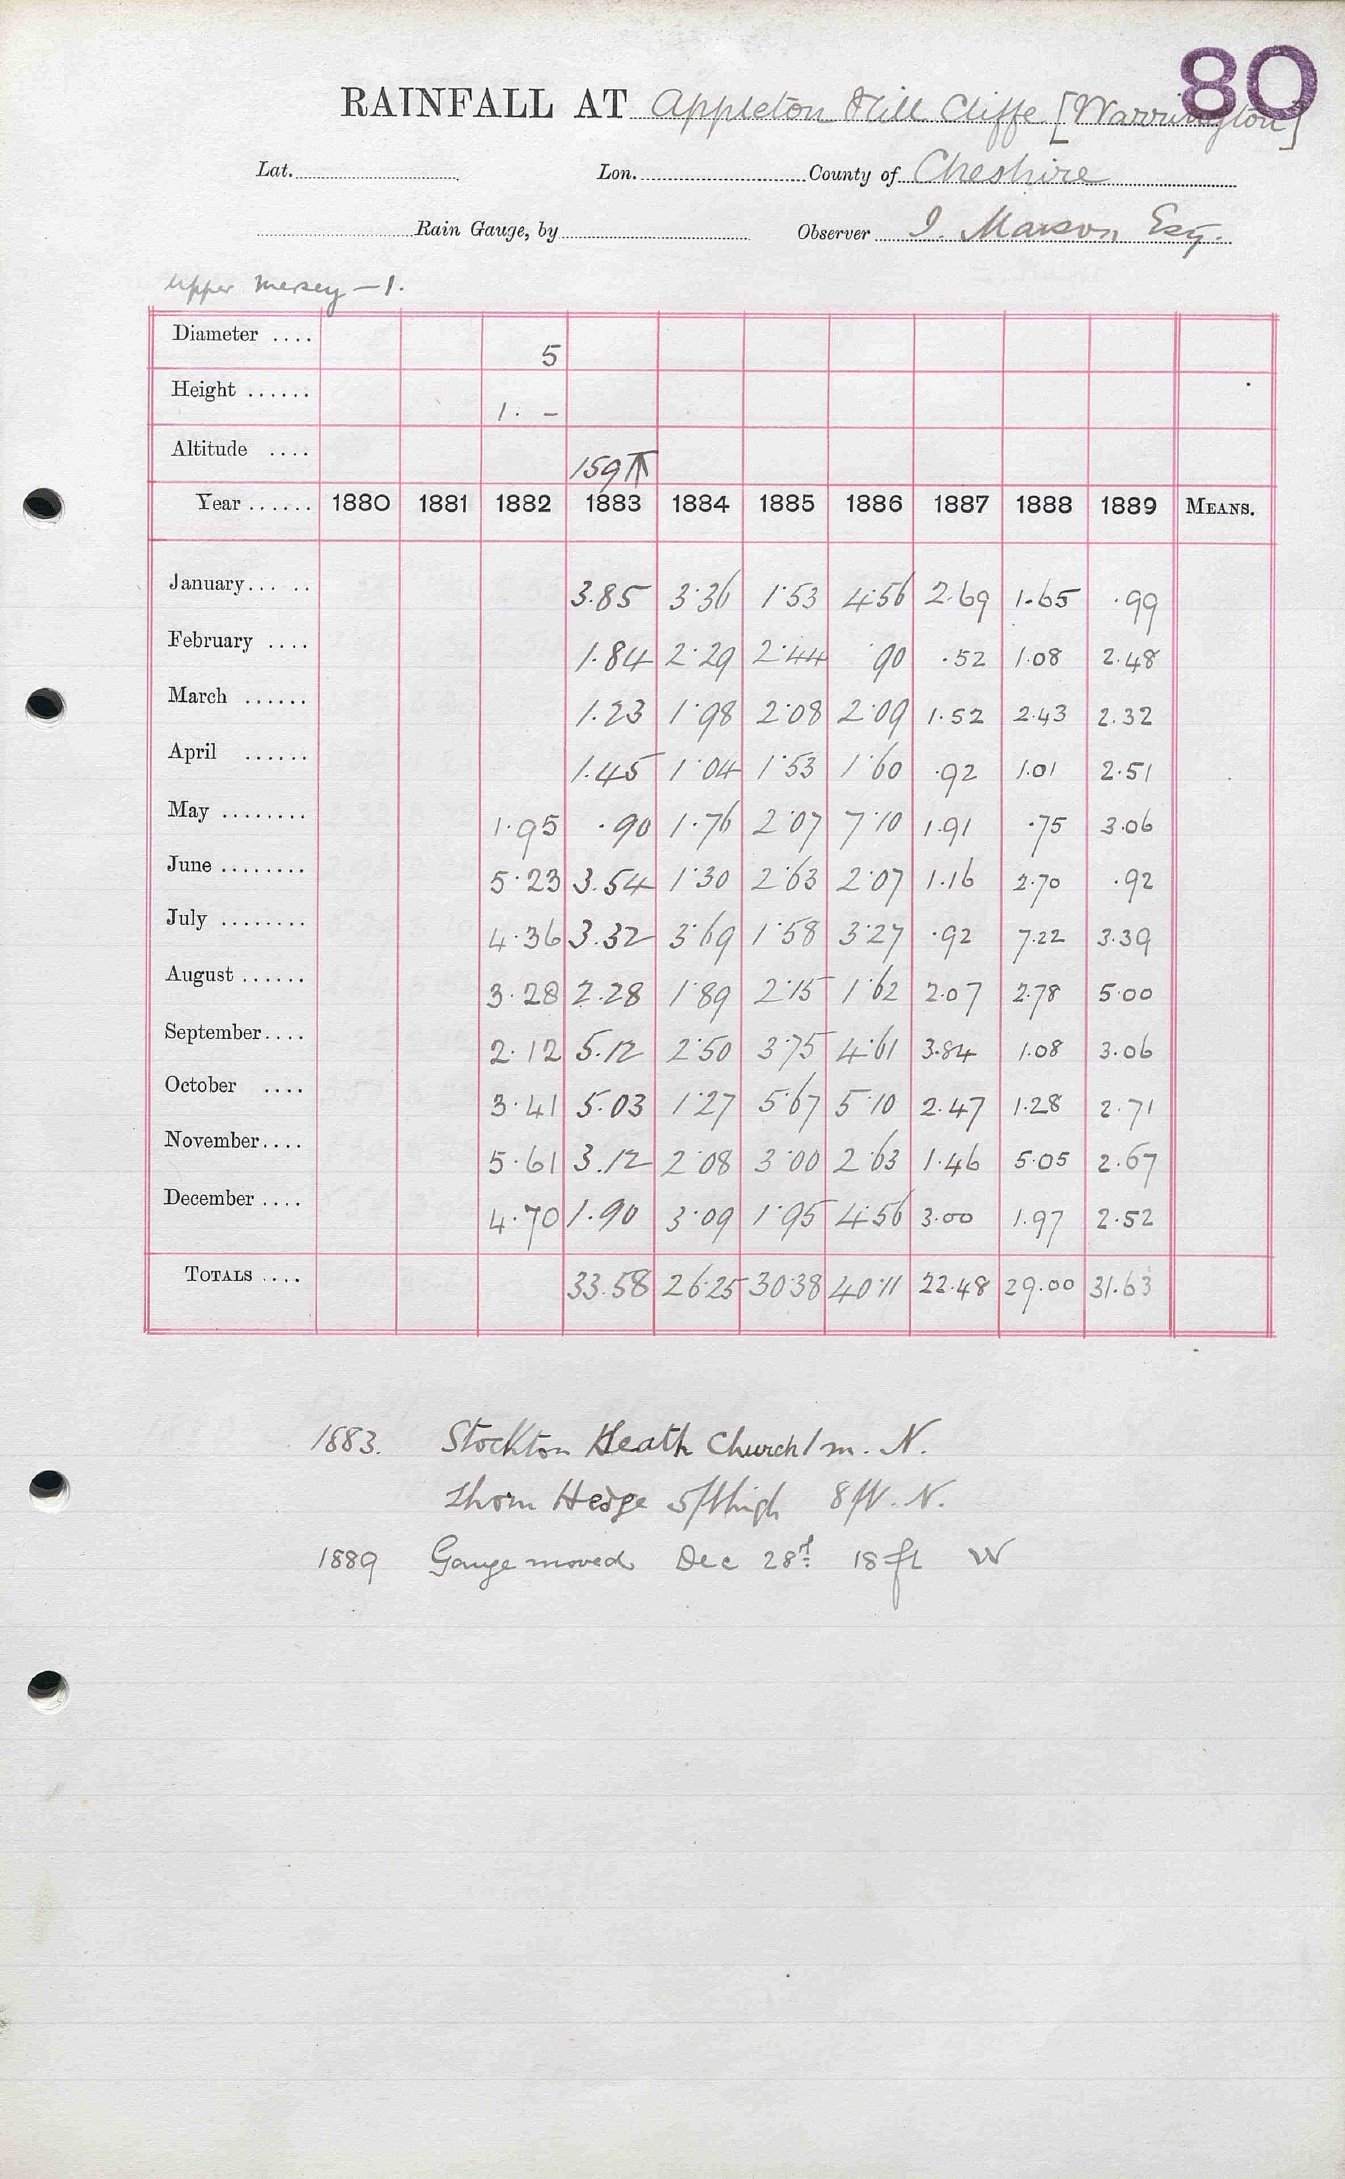 80
RAINFALL AT Appleton Hill Cliffe [Warrington]
Lat. Lon. County of Cheshire
Rain Gauge, by Observer I. Marson Esq.
Upper Mersey — 1.
Diameter .... 5
Height ...... 1. –
Altitude .... 159
Year ...... 1880 1881 1882 1883 1884 1885 1886 1887 1888 1889 MEANS.
January...... 3.85 3.36 1.53 4.56 2.69 1.65 .99
February .... 1.84 2.29 2.44 .90 .52 1.08 2.48
March ...... 1.23 1.98 2.08 2.09 1.52 2.43 2.32
April ...... 1.45 1.04 1.53 1.60 .92 1.01 2.51
May ........ 1.95 .90 1.76 2.07 7.10 1.91 .75 3.06
June ........ 5.23 3.54 1.30 2.63 2.07 1.16 2.70 .92
July ........ 4.36 3.32 3.69 1.58 3.27 .92 7.22 3.39
August ...... 3.28 2.28 1.89 2.15 1.62 2.07 2.78 5.00
September.... 2.12 5.12 2.50 3.75 4.61 3.84 1.08 3.06
October .... 3.41 5.03 1.27 5.67 5.10 2.47 1.28 2.71
November.... 5.61 3.12 2.08 3.00 2.63 1.46 5.05 2.67
December .... 4.70 1.90 3.09 1.95 4.56 3.00 1.97 2.52
TOTALS .... 33.58 26.25 30.38 40.11 22.48 29.00 31.63
1883. Stockton Heath Church 1 m. N.
Thorn Hedge 5 ft high 8 ft. N.
1889 Gauge moved Dec 28th 18 ft W